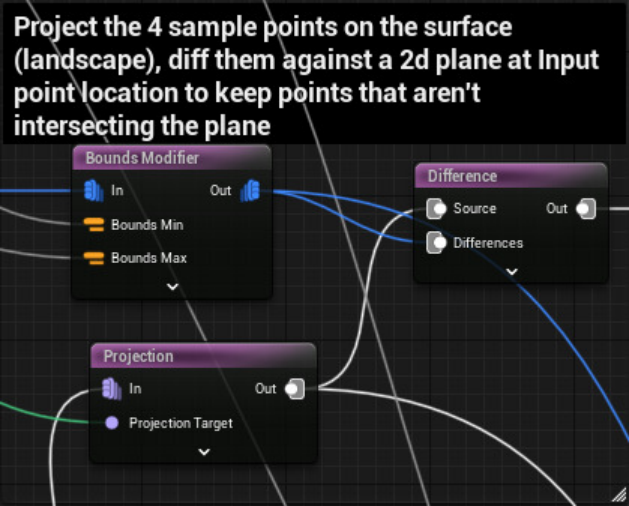 Project the 4 sample points on the surface
(landscape), diff them against a 2d plane at Input
point location to keep points that aren't
intersecting the plane
Bounds Modifier
In
Out
Bounds Min
Bounds Max
Difference
Source
Out
Differences
Projection
In
Out
Projection Target